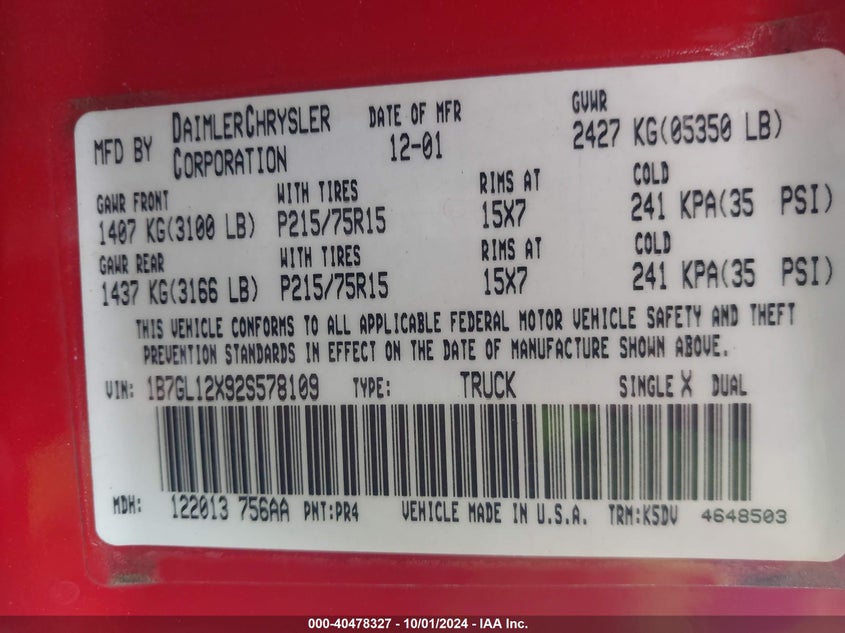 MFD BY DAIMLERCHRYSLER CORPORATION DATE OF MFR 12-01 GVWR 2427 KG(05350 LB)
GAWR FRONT WITH TIRES RIMS AT COLD
1407 KG(3100 LB) P215/75R15 15X7 241 KPA(35 PSI)
GAWR REAR WITH TIRES RIMS AT COLD
1437 KG(3166 LB) P215/75R15 15X7 241 KPA(35 PSI)
THIS VEHICLE CONFORMS TO ALL APPLICABLE FEDERAL MOTOR VEHICLE SAFETY AND THEFT
PREVENTION STANDARDS IN EFFECT ON THE DATE OF MANUFACTURE SHOWN ABOVE.
VIN: 1B7GL12X92S578109 TYPE: TRUCK SINGLE X DUAL
MDH: 122013 756AA PNT:PR4 VEHICLE MADE IN U.S.A. TRM:K5DV 4648503
000-40478327 - 10/01/2024 - IAA Inc.